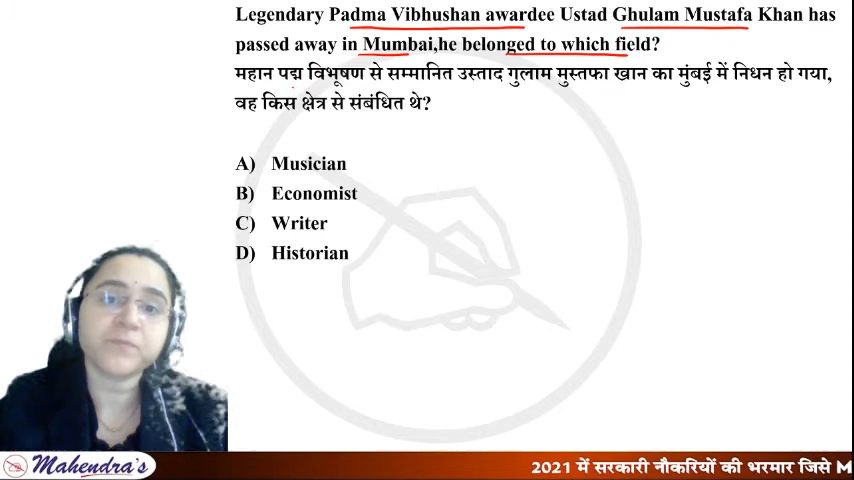 Legendary Padma Vibhushan awardee Ustad Ghulam Mustafa Khan has
passed away in Mumbai,he belonged to which field?
महान पद्म विभूषण से सम्मानित उस्ताद गुलाम मुस्तफा खान का मुंबई में निधन हो गया,
वह किस क्षेत्र से संबंधित थे?
A) Musician
B) Economist
C) Writer
D) Historian
Mahendra's
2021 में सरकारी नौकरियों की भरमार जिसे M